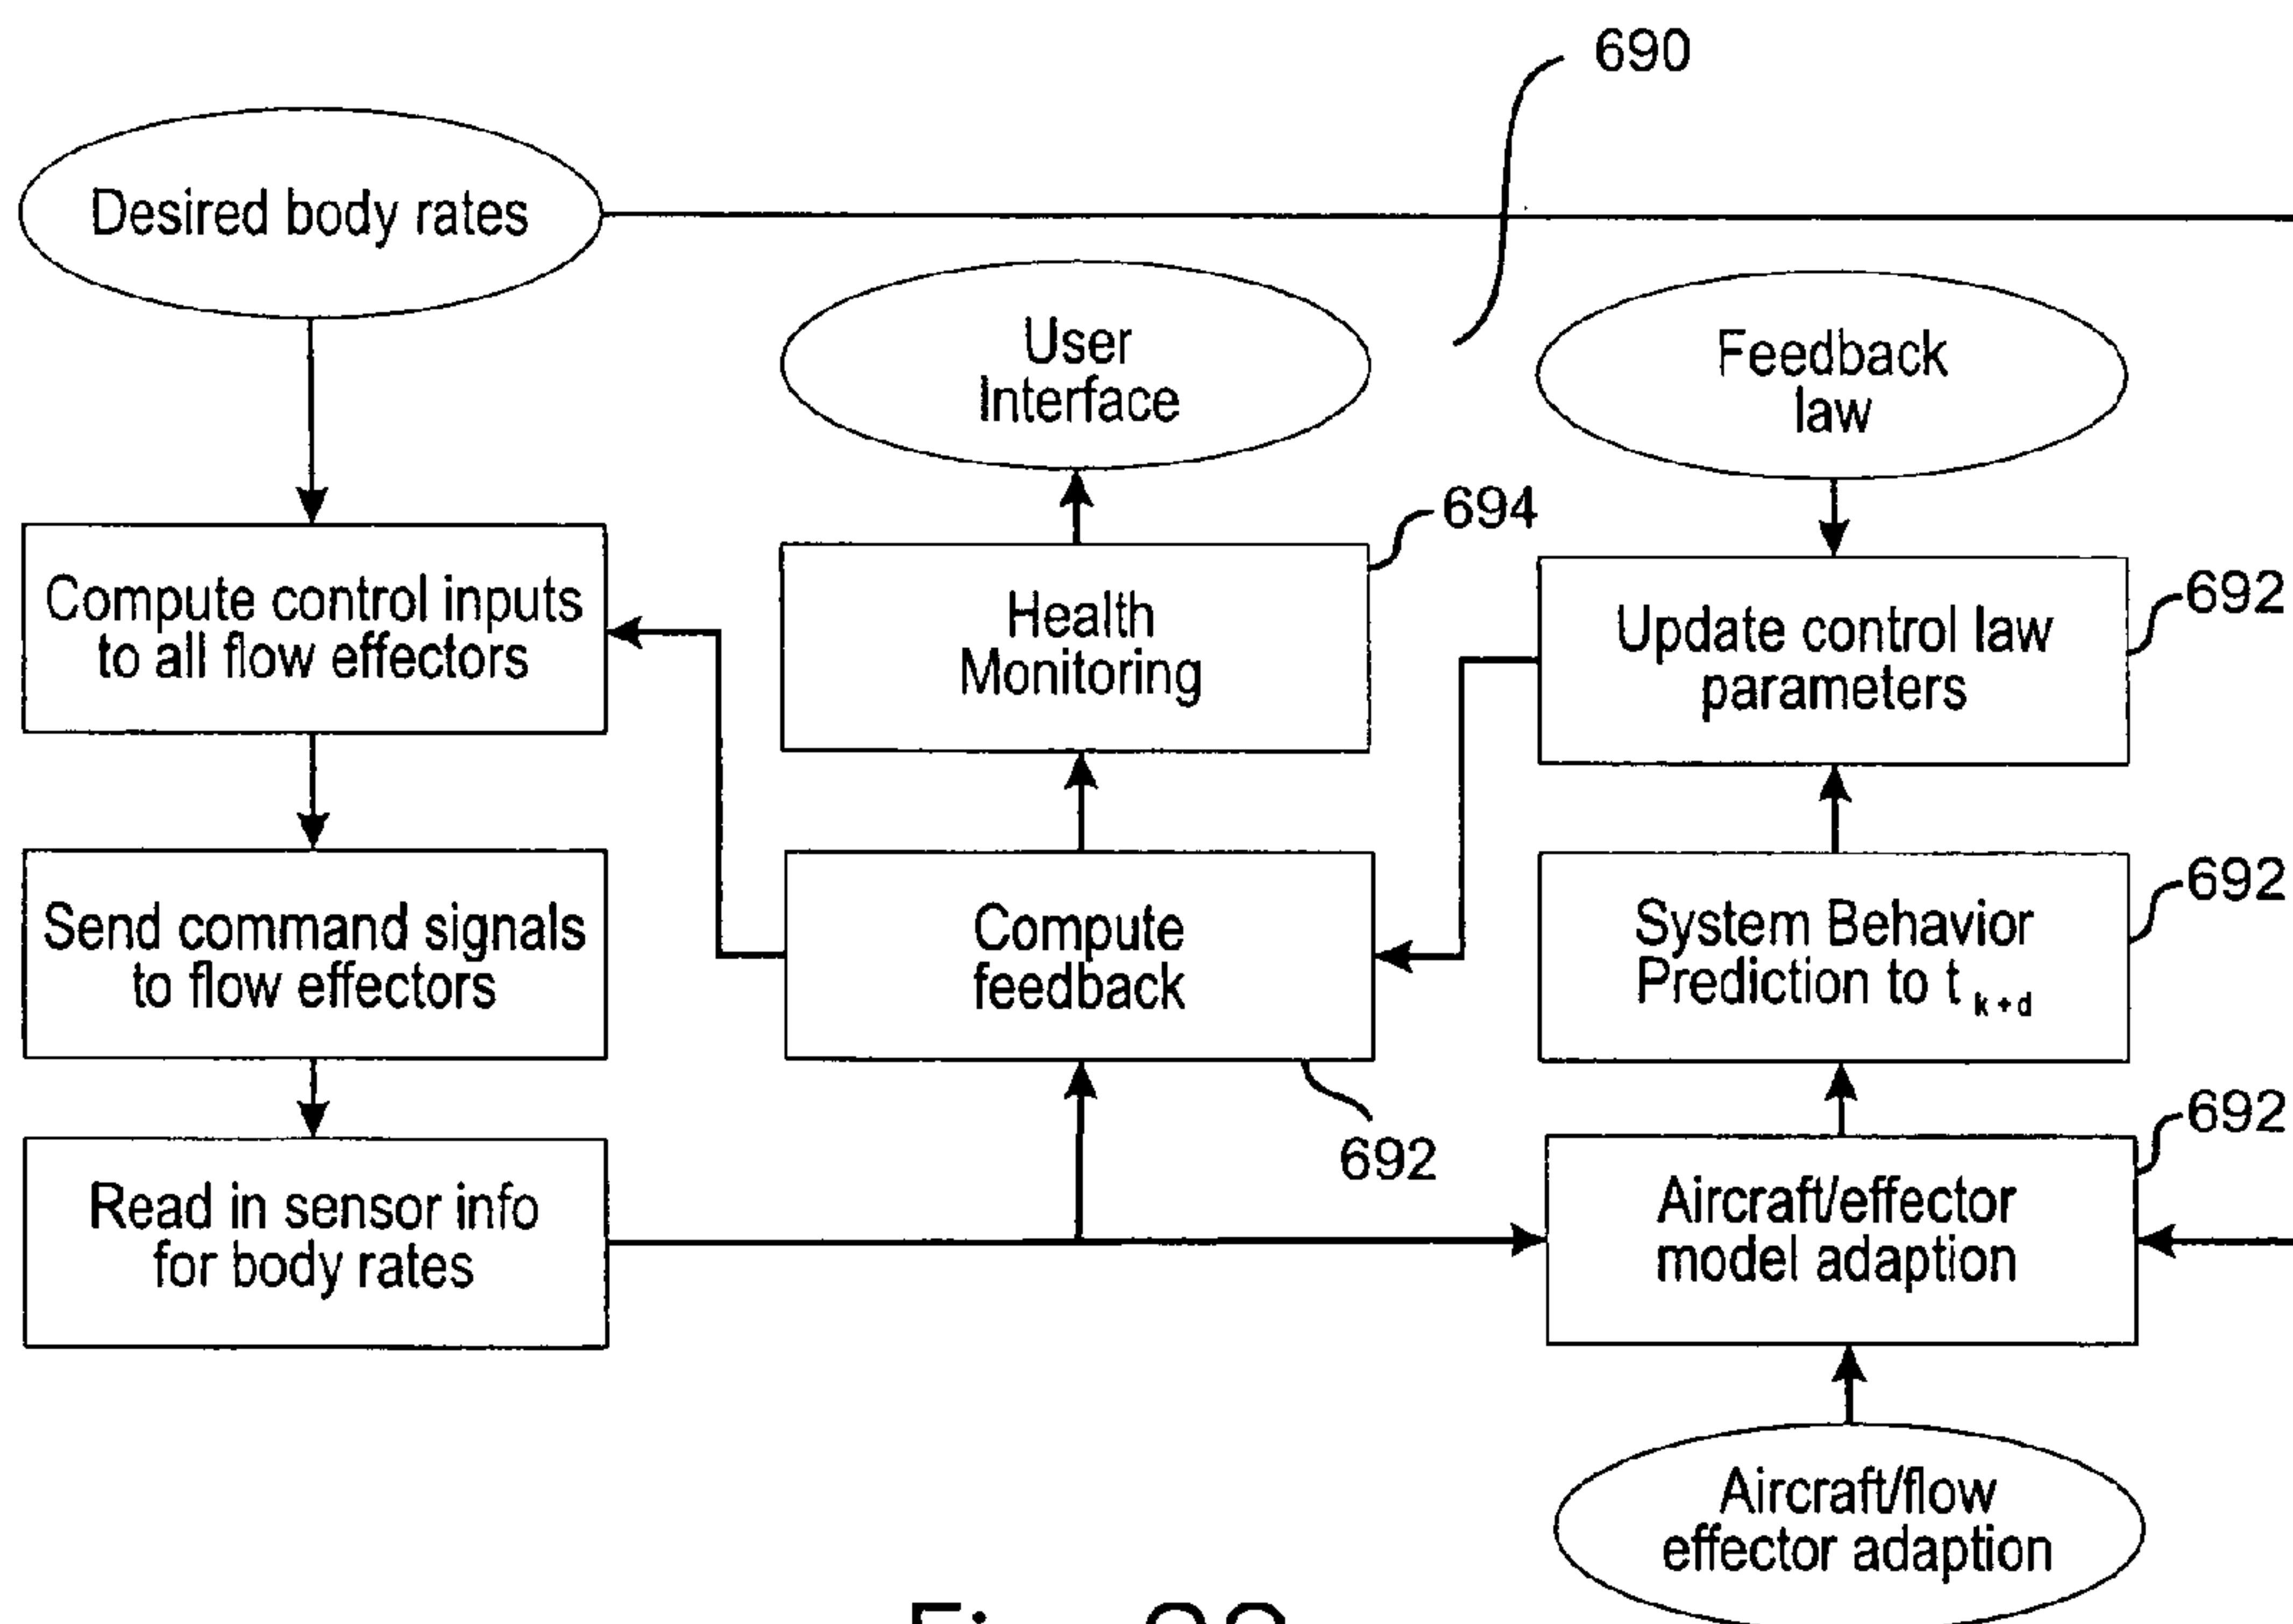 690
Desired body rates
User
Interface
Feedback
law
694
Compute control inputs
to all flow effectors
Health
Monitoring
Update control law
parameters
692
Send command signals
to flow effectors
Compute
feedback
System Behavior
Prediction to t k+d
692
692
Read in sensor info
for body rates
Aircraft/effector
model adaption
692
Aircraft/flow
effector adaption